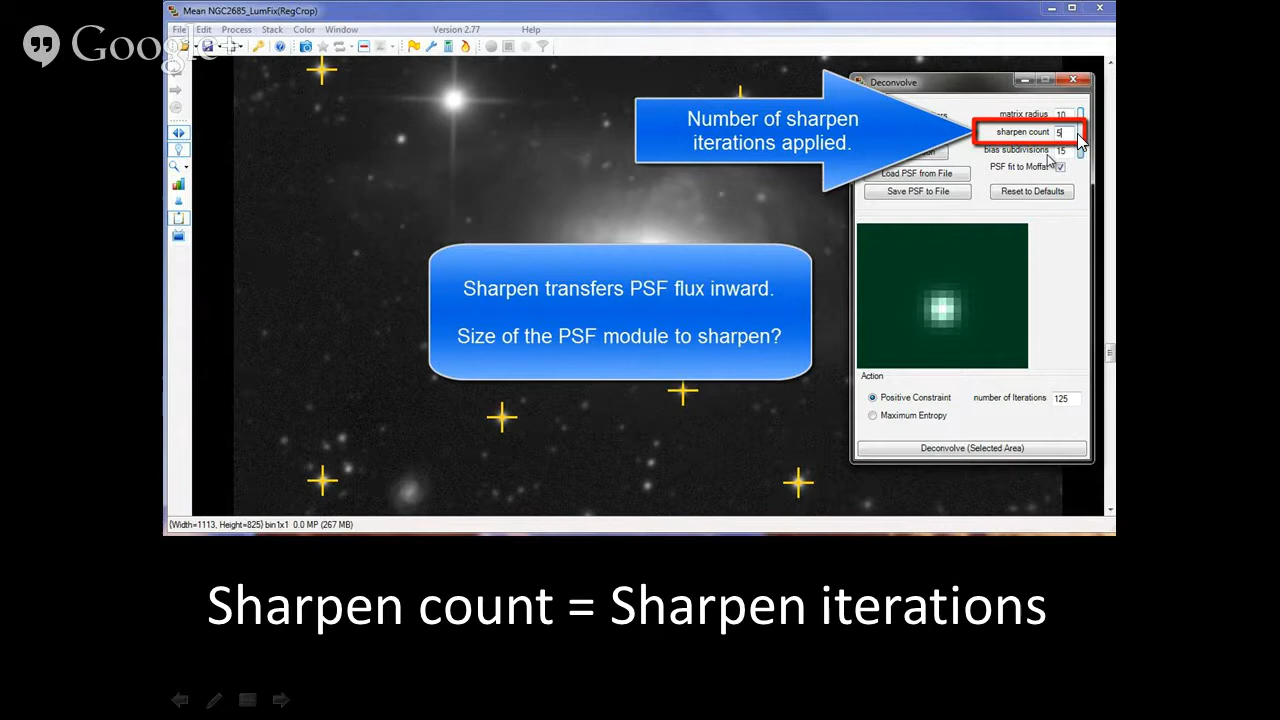 Mean NGC2685_LumFix(RegCrop)
File Edit Process Stack Color Window Version 2.77 Help
Google+
Deconvolve
Number of sharpen
iterations applied.
matrix radius 10
sharpen count 5
bias subdivisions 15
PSF fit to Moffat
Load PSF from File
Save PSF to File
Reset to Defaults
Sharpen transfers PSF flux inward.
Size of the PSF module to sharpen?
Action
Positive Constraint
number of Iterations 125
Maximum Entropy
Deconvolve (Selected Area)
{Width=1113, Height=825} bin1x1 0.0 MP (267 MB)
Sharpen count = Sharpen iterations